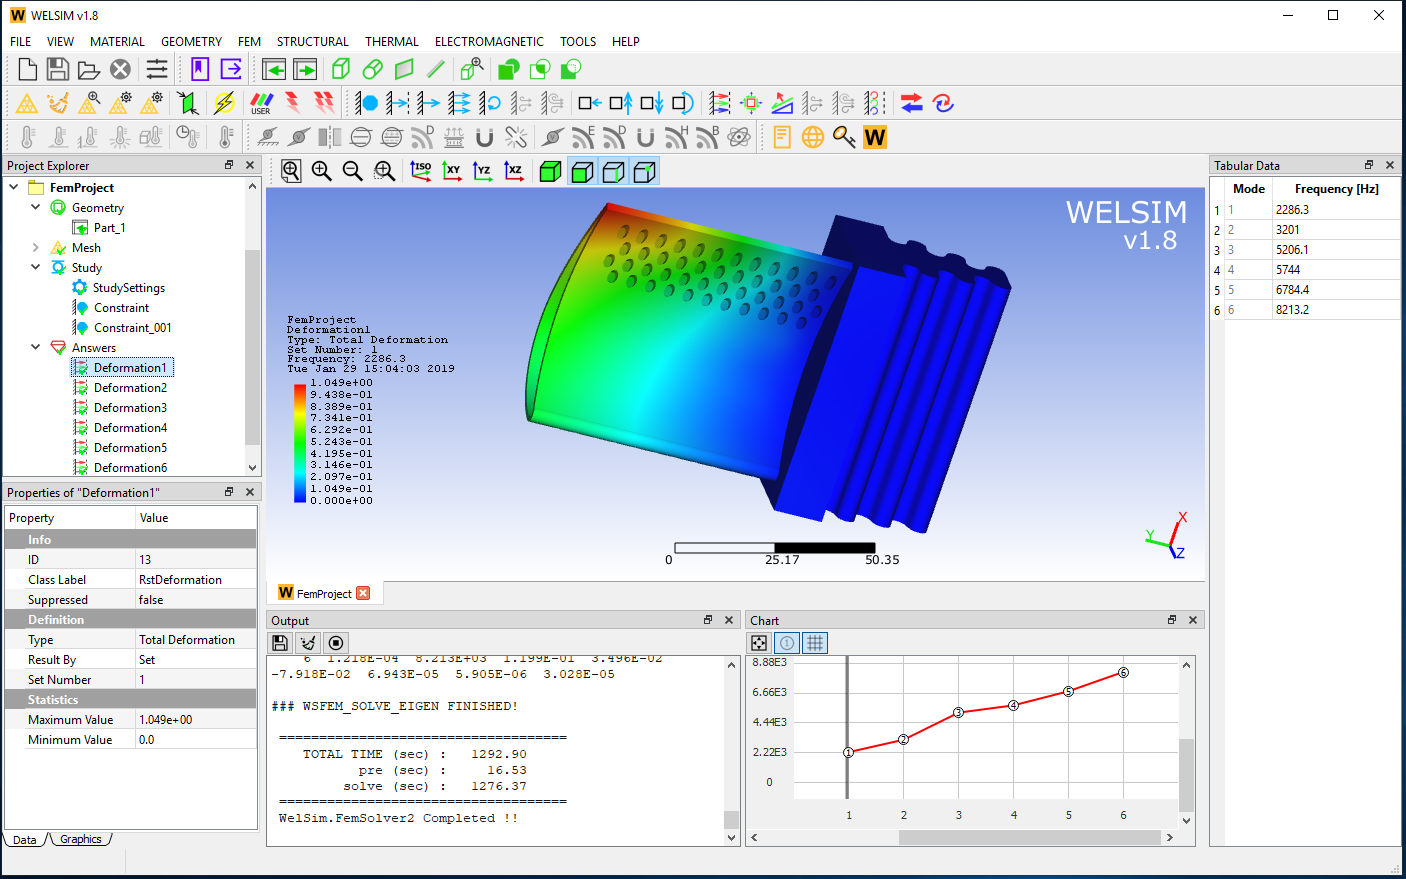 WELSIM v1.8
FILE VIEW MATERIAL GEOMETRY FEM STRUCTURAL THERMAL ELECTROMAGNETIC TOOLS HELP
USER
D E D H B
W
Project Explorer
FemProject
Geometry
Part_1
Mesh
Study
StudySettings
Constraint
Constraint_001
Answers
Deformation1
Deformation2
Deformation3
Deformation4
Deformation5
Deformation6
Properties of "Deformation1"
Property Value
Info
ID 13
Class Label RstDeformation
Suppressed false
Definition
Type Total Deformation
Result By Set
Set Number 1
Statistics
Maximum Value 1.049e+00
Minimum Value 0.0
Data Graphics
ISO XY YZ XZ
WELSIM
v1.8
FemProject
Deformation1
Type: Total Deformation
Set Number: 1
Frequency: 2286.3
Tue Jan 29 15:04:03 2019
1.049e+00
9.438e-01
8.389e-01
7.341e-01
6.292e-01
5.243e-01
4.195e-01
3.146e-01
2.097e-01
1.049e-01
0.000e+00
0 25.17 50.35
X
Y
Z
W FemProject
Output
6 1.218E-04 8.213E+03 1.199E-01 3.496E-02
-7.918E-02 6.943E-05 5.905E-06 3.028E-05
### WSFEM_SOLVE_EIGEN FINISHED!
====================================
TOTAL TIME (sec) : 1292.90
pre (sec) : 16.53
solve (sec) : 1276.37
====================================
WelSim.FemSolver2 Completed !!
Chart
8.88E3
6.66E3
4.44E3
2.22E3
0
1 2 3 4 5 6
1 2 3 4 5 6
Tabular Data
Mode Frequency [Hz]
1 1 2286.3
2 2 3201
3 3 5206.1
4 4 5744
5 5 6784.4
6 6 8213.2